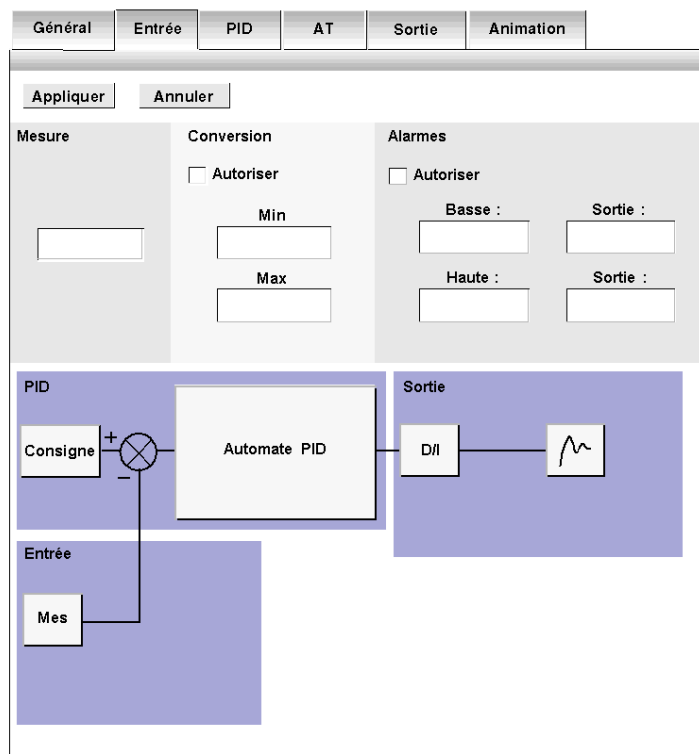 Général Entrée PID AT Sortie Animation
Appliquer Annuler
Mesure Conversion Alarmes
Autoriser Autoriser
Min Basse : Sortie :
Max Haute : Sortie :
PID Sortie
Consigne + − Automate PID D/I
Entrée
Mes